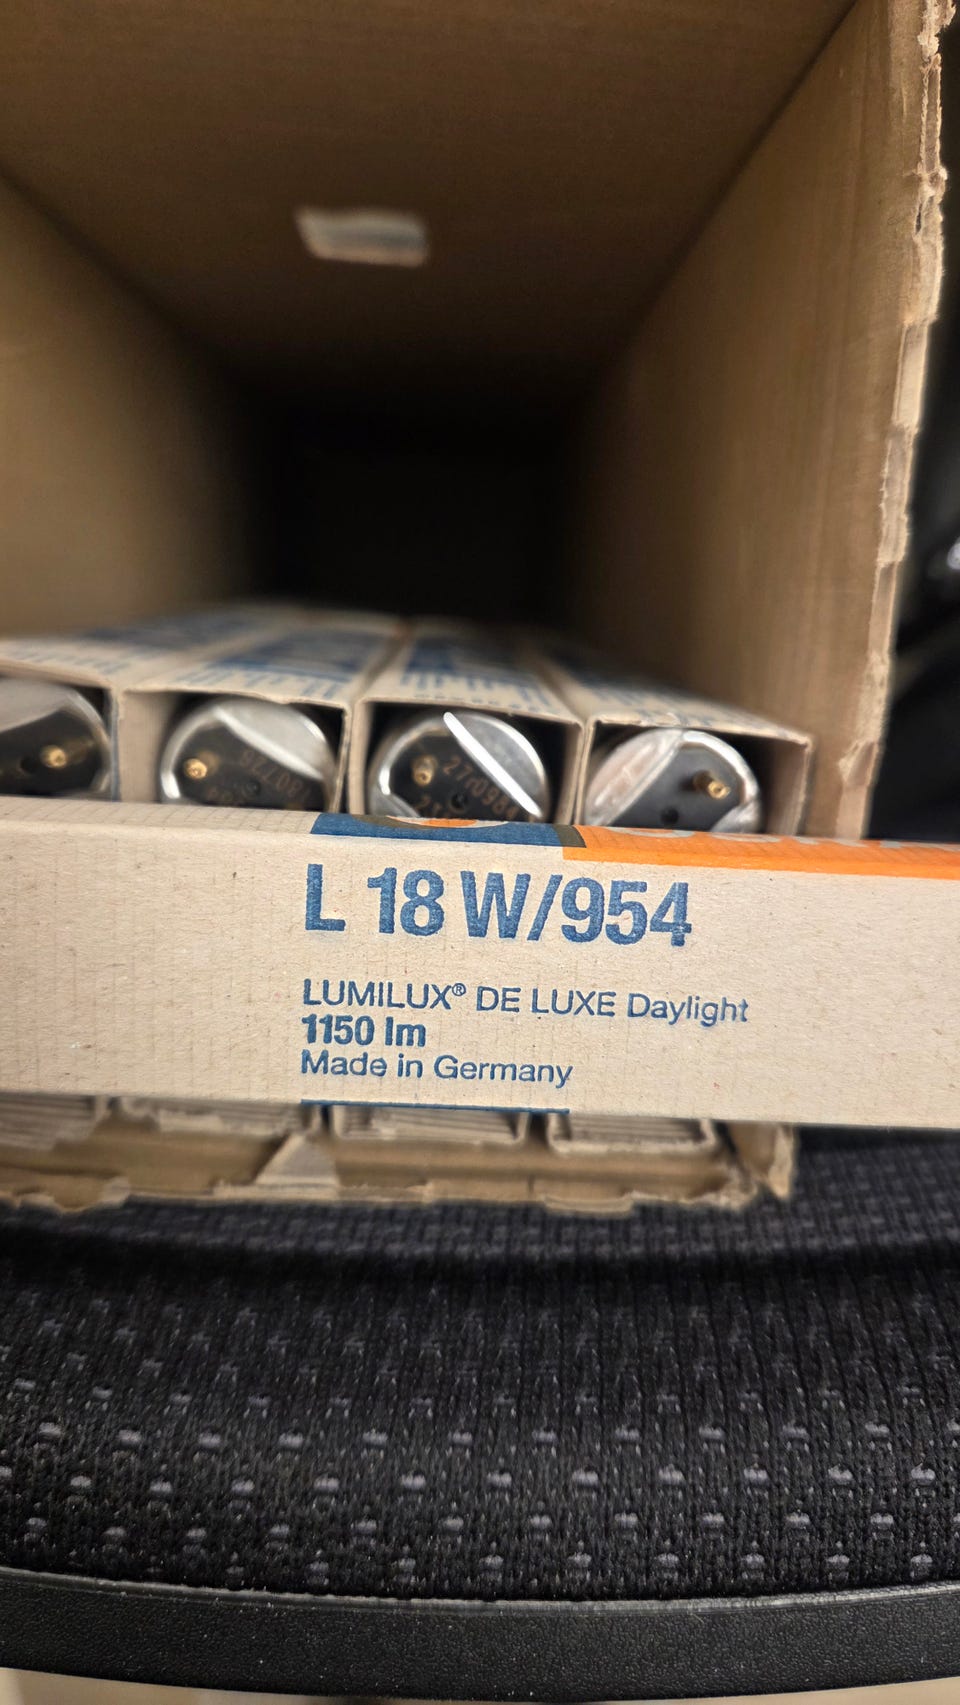 L 18 W/954
LUMILUX® DE LUXE Daylight
1150 lm
Made in Germany